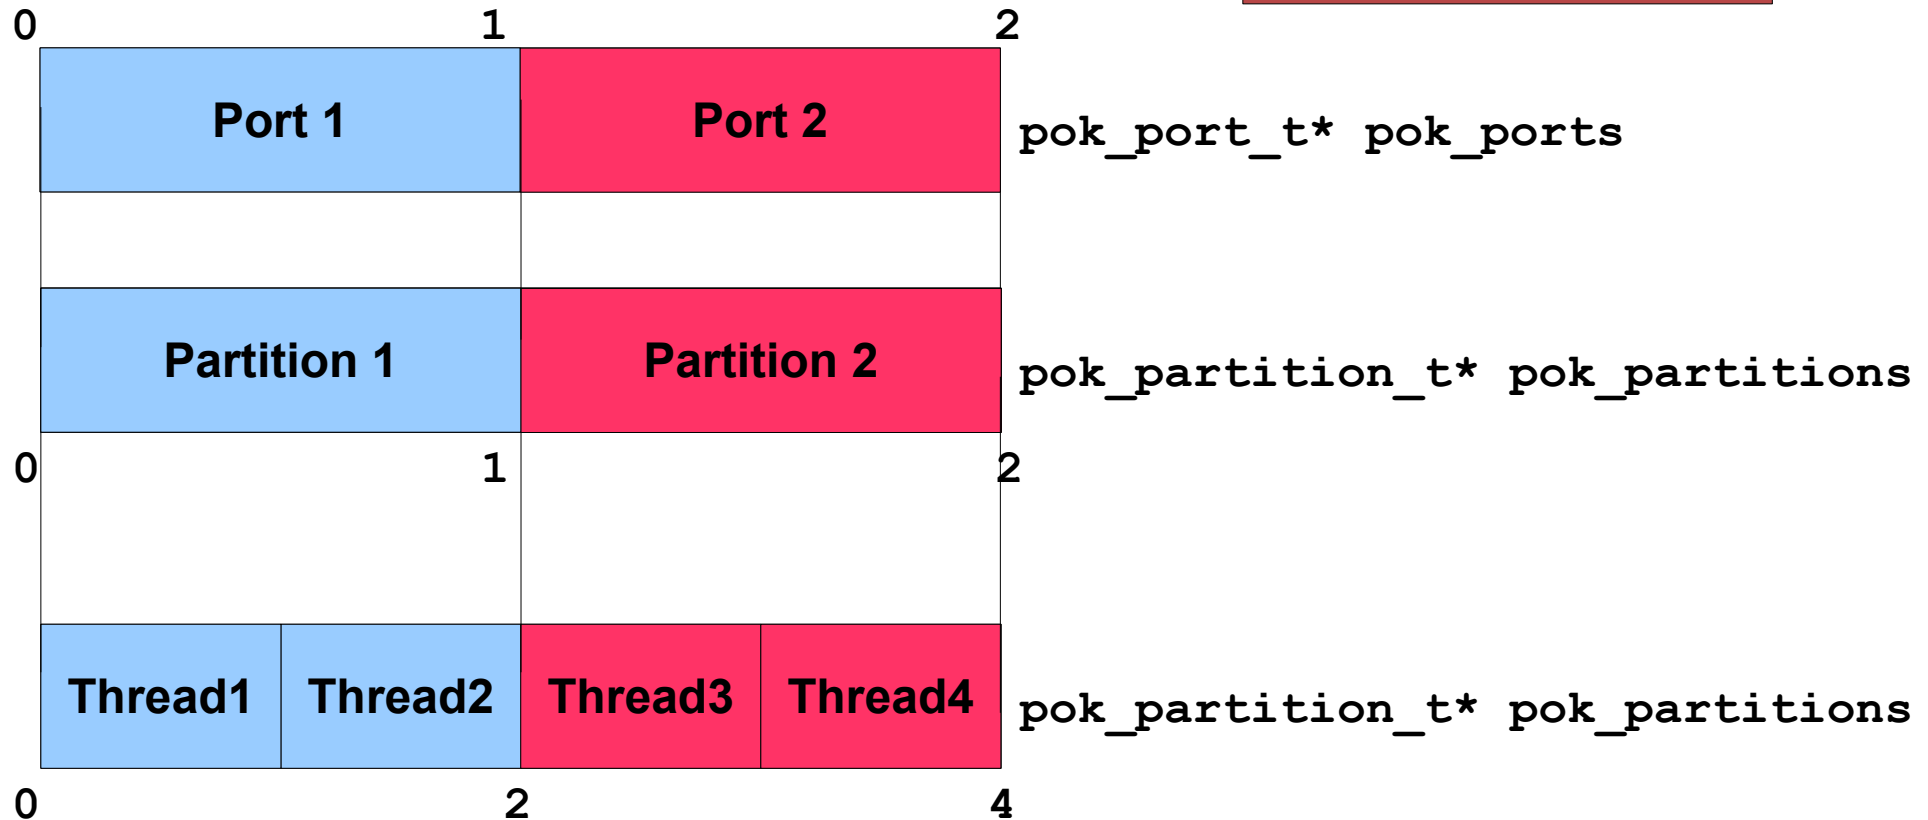 0 1 2
Port 1 Port 2 pok_port_t* pok_ports
Partition 1 Partition 2 pok_partition_t* pok_partitions
0 1 2
Thread1 Thread2 Thread3 Thread4 pok_partition_t* pok_partitions
0 2 4